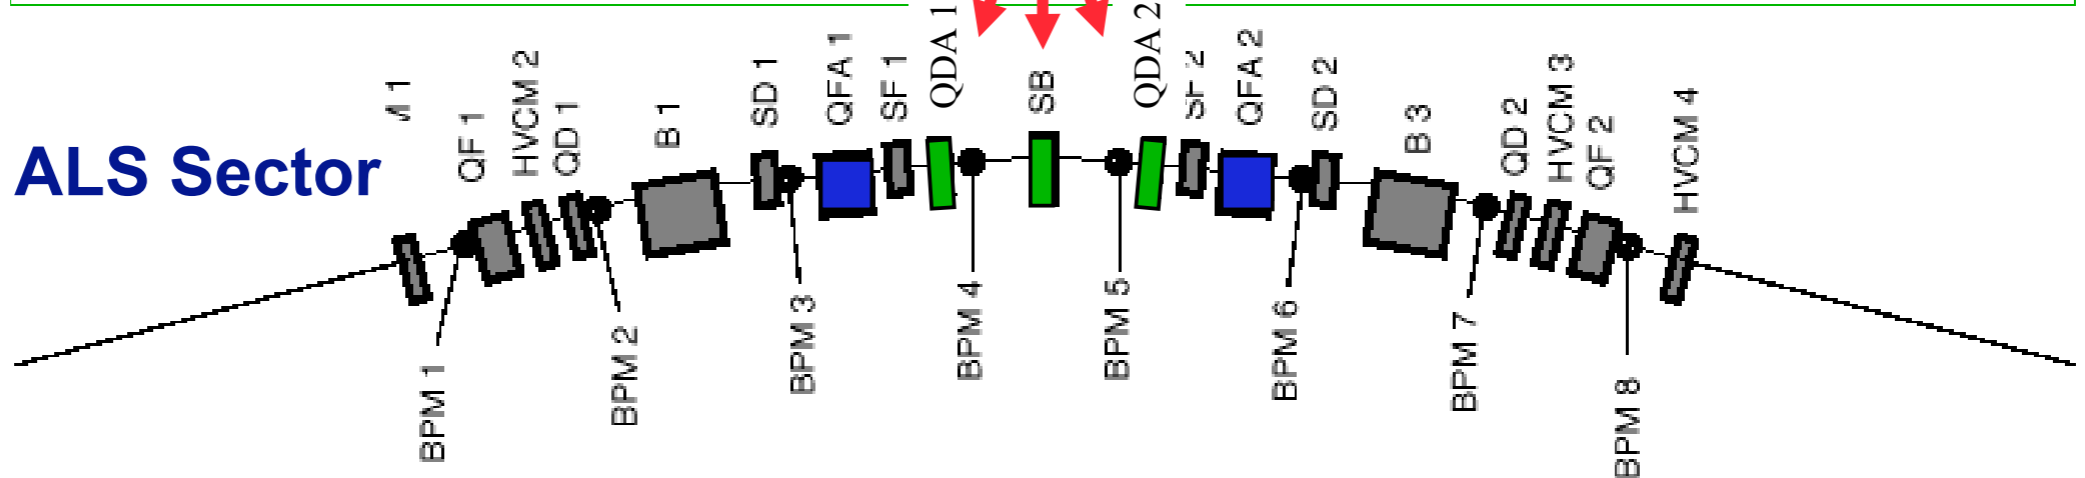 ALS Sector
QF 1
HVCM 2
QD 1
B 1
SD 1
QFA 1
SF 1
QDA 1
SB
QDA 2
SF 2
QFA 2
SD 2
B 3
QD 2
HVCM 3
QF 2
HVCM 4
BPM 1
BPM 2
BPM 3
BPM 4
BPM 5
BPM 6
BPM 7
BPM 8